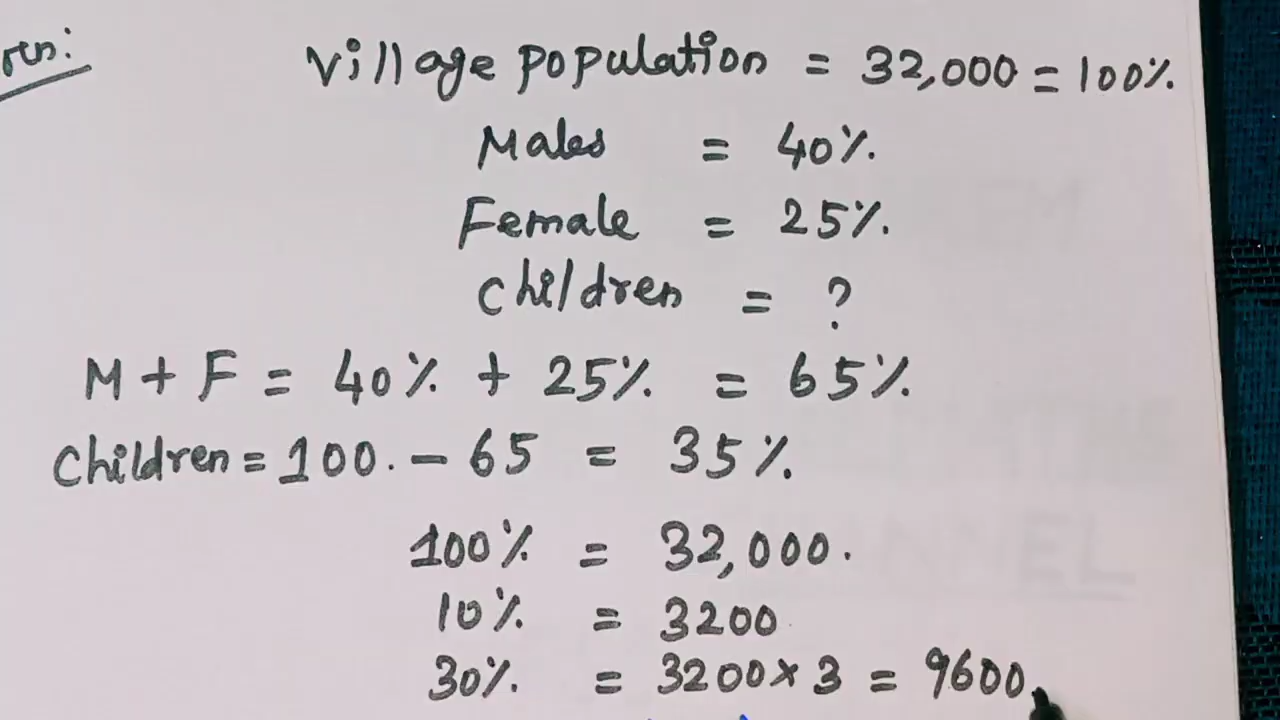 Village population = 32,000 = 100%.
Males = 40%.
Female = 25%.
Children = ?
M + F = 40% + 25% = 65%.
Children = 100. - 65 = 35%.
100% = 32,000.
10% = 3200
30%. = 3200 x 3 = 9600